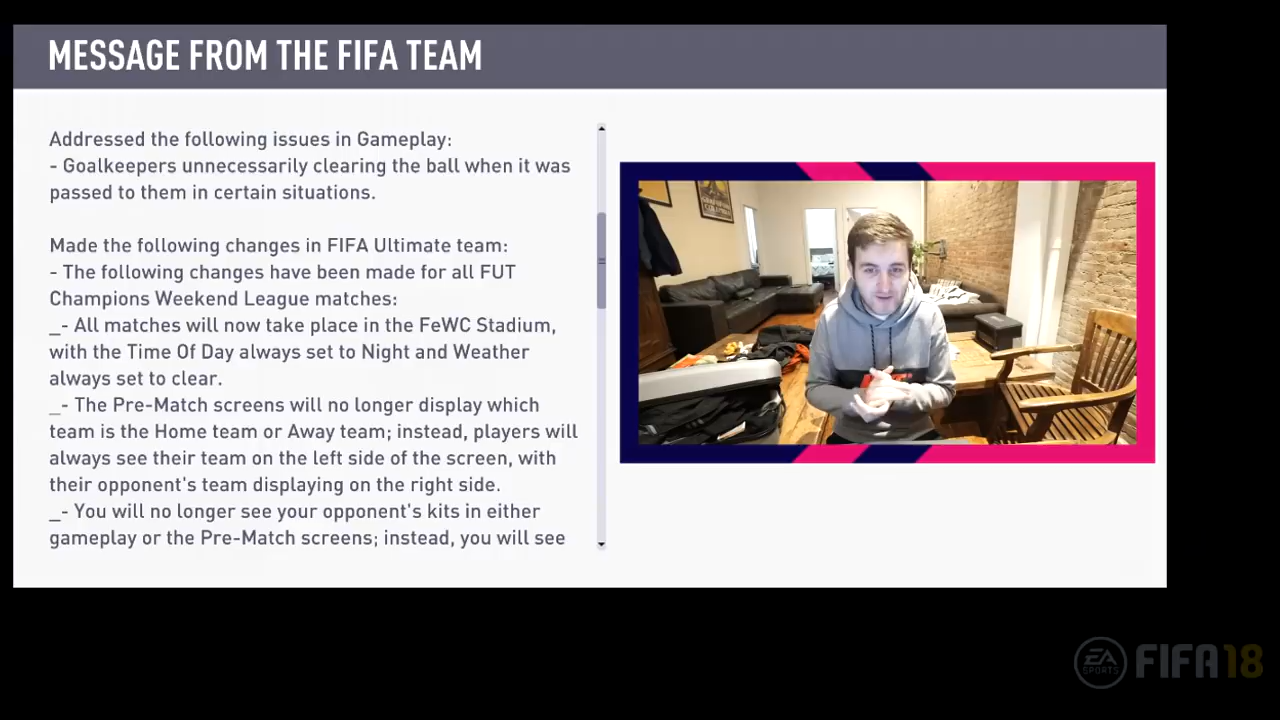 MESSAGE FROM THE FIFA TEAM
Addressed the following issues in Gameplay:
- Goalkeepers unnecessarily clearing the ball when it was
passed to them in certain situations.
Made the following changes in FIFA Ultimate team:
- The following changes have been made for all FUT
Champions Weekend League matches:
_- All matches will now take place in the FeWC Stadium,
with the Time Of Day always set to Night and Weather
always set to clear.
_- The Pre-Match screens will no longer display which
team is the Home team or Away team; instead, players will
always see their team on the left side of the screen, with
their opponent's team displaying on the right side.
_- You will no longer see your opponent's kits in either
gameplay or the Pre-Match screens; instead, you will see
EA
SPORTS
FIFA 18